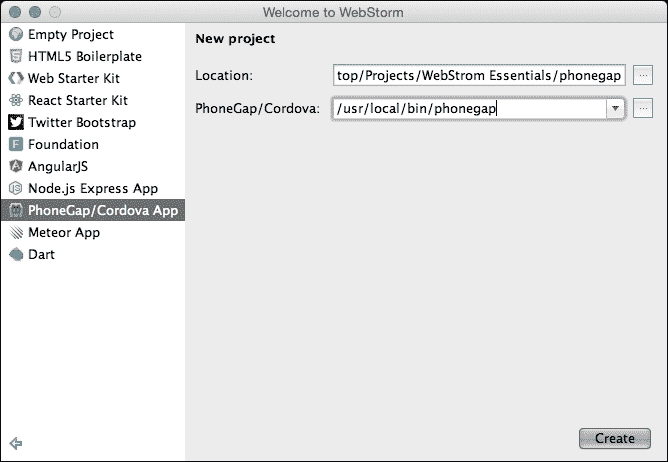 Welcome to WebStorm
Empty Project
HTML5 Boilerplate
Web Starter Kit
React Starter Kit
Twitter Bootstrap
Foundation
AngularJS
Node.js Express App
PhoneGap/Cordova App
Meteor App
Dart
New project
Location: top/Projects/WebStrom Essentials/phonegap ...
PhoneGap/Cordova: /usr/local/bin/phonegap ...
Create